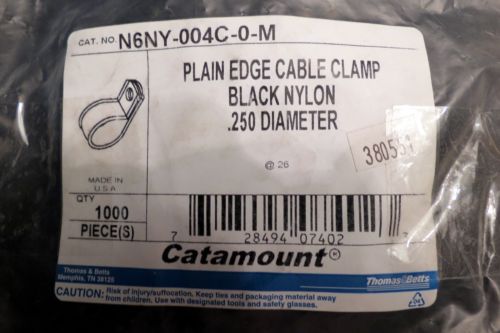 CAT. NO. N6NY-004C-0-M
PLAIN EDGE CABLE CLAMP
BLACK NYLON
.250 DIAMETER
@ 26
380551
MADE IN
U.S.A
QTY
1000
PIECE(S)
7 28494 07402 3
Catamount®
Thomas & Betts
Memphis, TN 38125
Thomas&Betts
CAUTION: Risk of injury/suffocation. Keep ties and packaging material away
from children. Use with designated tools and safety glasses.